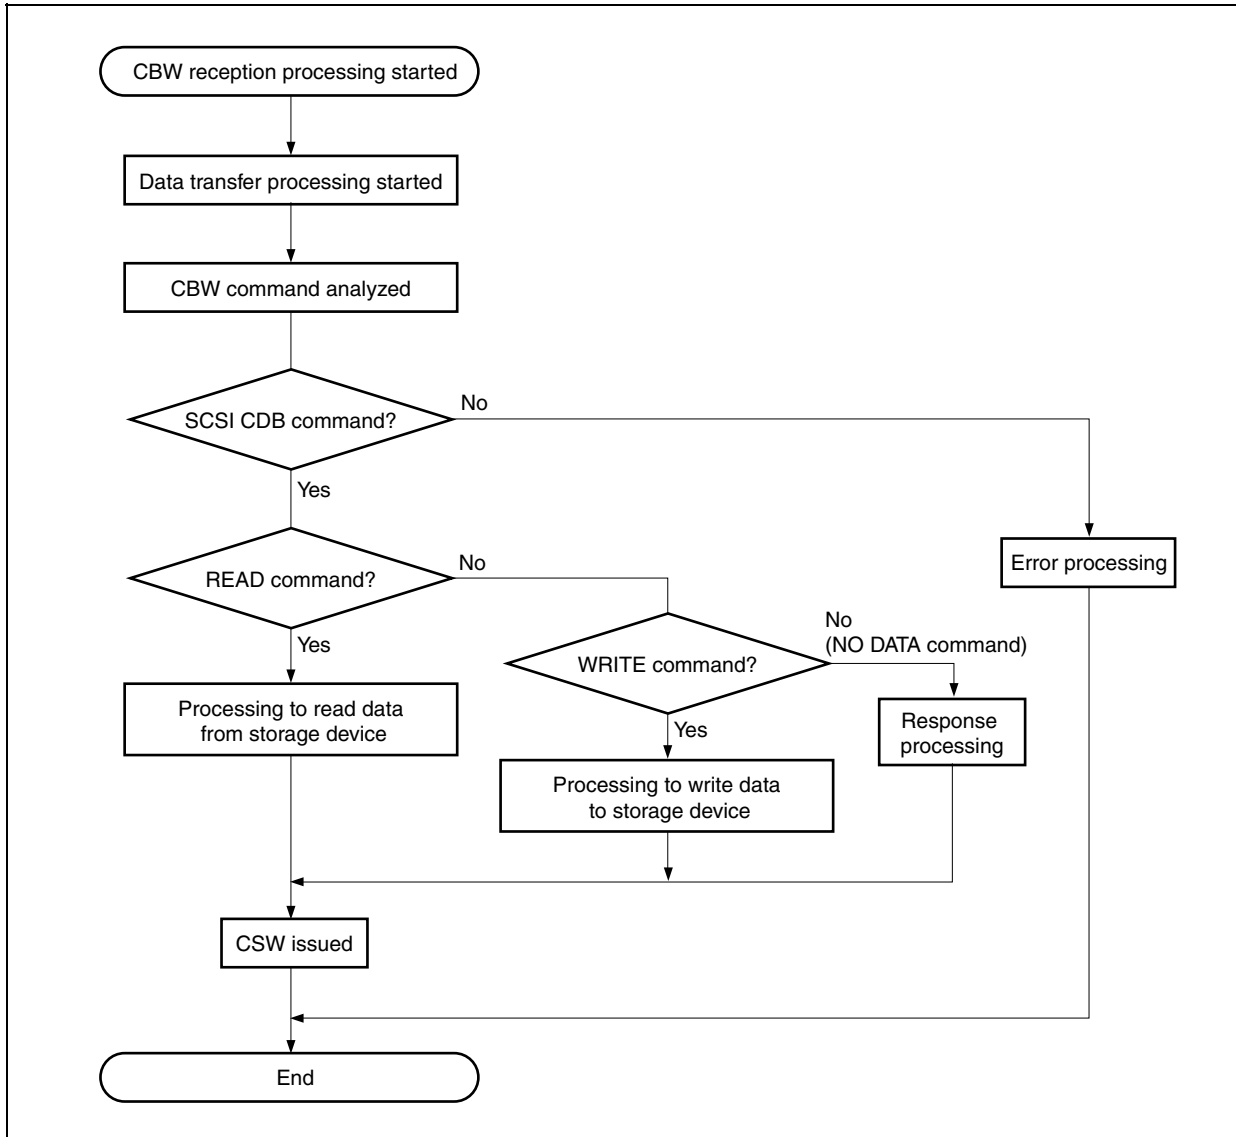 CBW reception processing started
Data transfer processing started
CBW command analyzed
SCSI CDB command?
No
Yes
READ command?
No
Error processing
Yes
No
(NO DATA command)
WRITE command?
Processing to read data
from storage device
Yes
Response
processing
Processing to write data
to storage device
CSW issued
End